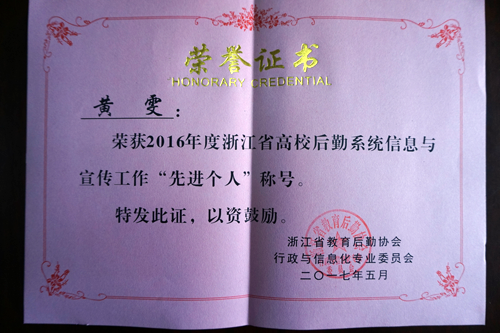 荣誉证书
HONORARY CREDENTIAL
黄雯：
荣获2016年度浙江省高校后勤系统信息与
宣传工作“先进个人”称号。
特发此证，以资鼓励。
浙江省教育后勤协会
行政与信息化专业委员会
二〇一七年五月